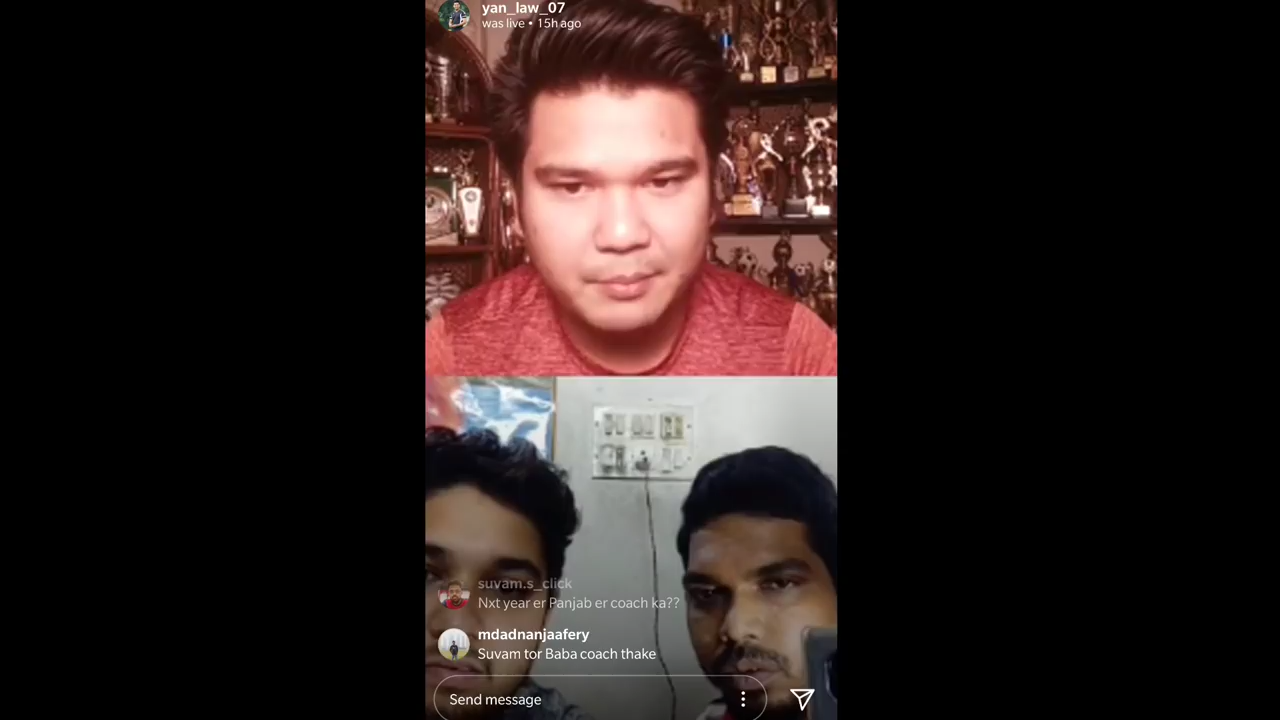 yan_law_07
was live • 15h ago
suvam.s_click
Nxt year er Panjab er coach ka??
mdadnanjaafery
Suvam tor Baba coach thake
Send message